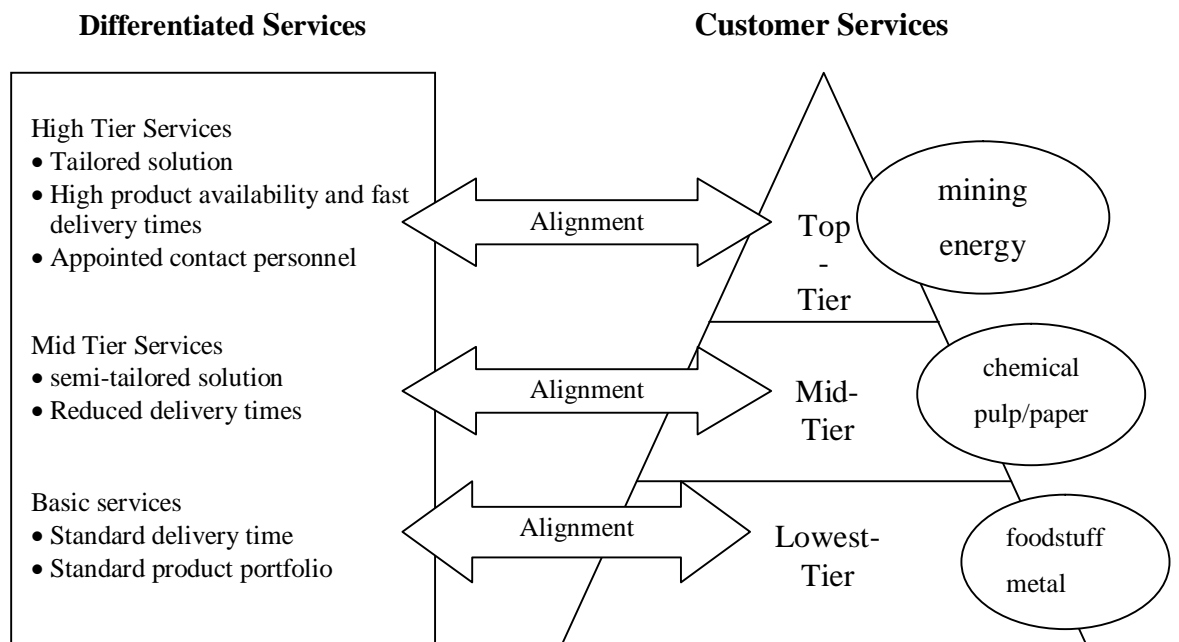 Differentiated Services
Customer Services
High Tier Services
• Tailored solution
• High product availability and fast
delivery times
• Appointed contact personnel
Alignment
Top
-
Tier
mining
energy
Mid Tier Services
• semi-tailored solution
• Reduced delivery times
Alignment
Mid-
Tier
chemical
pulp/paper
Basic services
• Standard delivery time
• Standard product portfolio
Alignment
Lowest-
Tier
foodstuff
metal